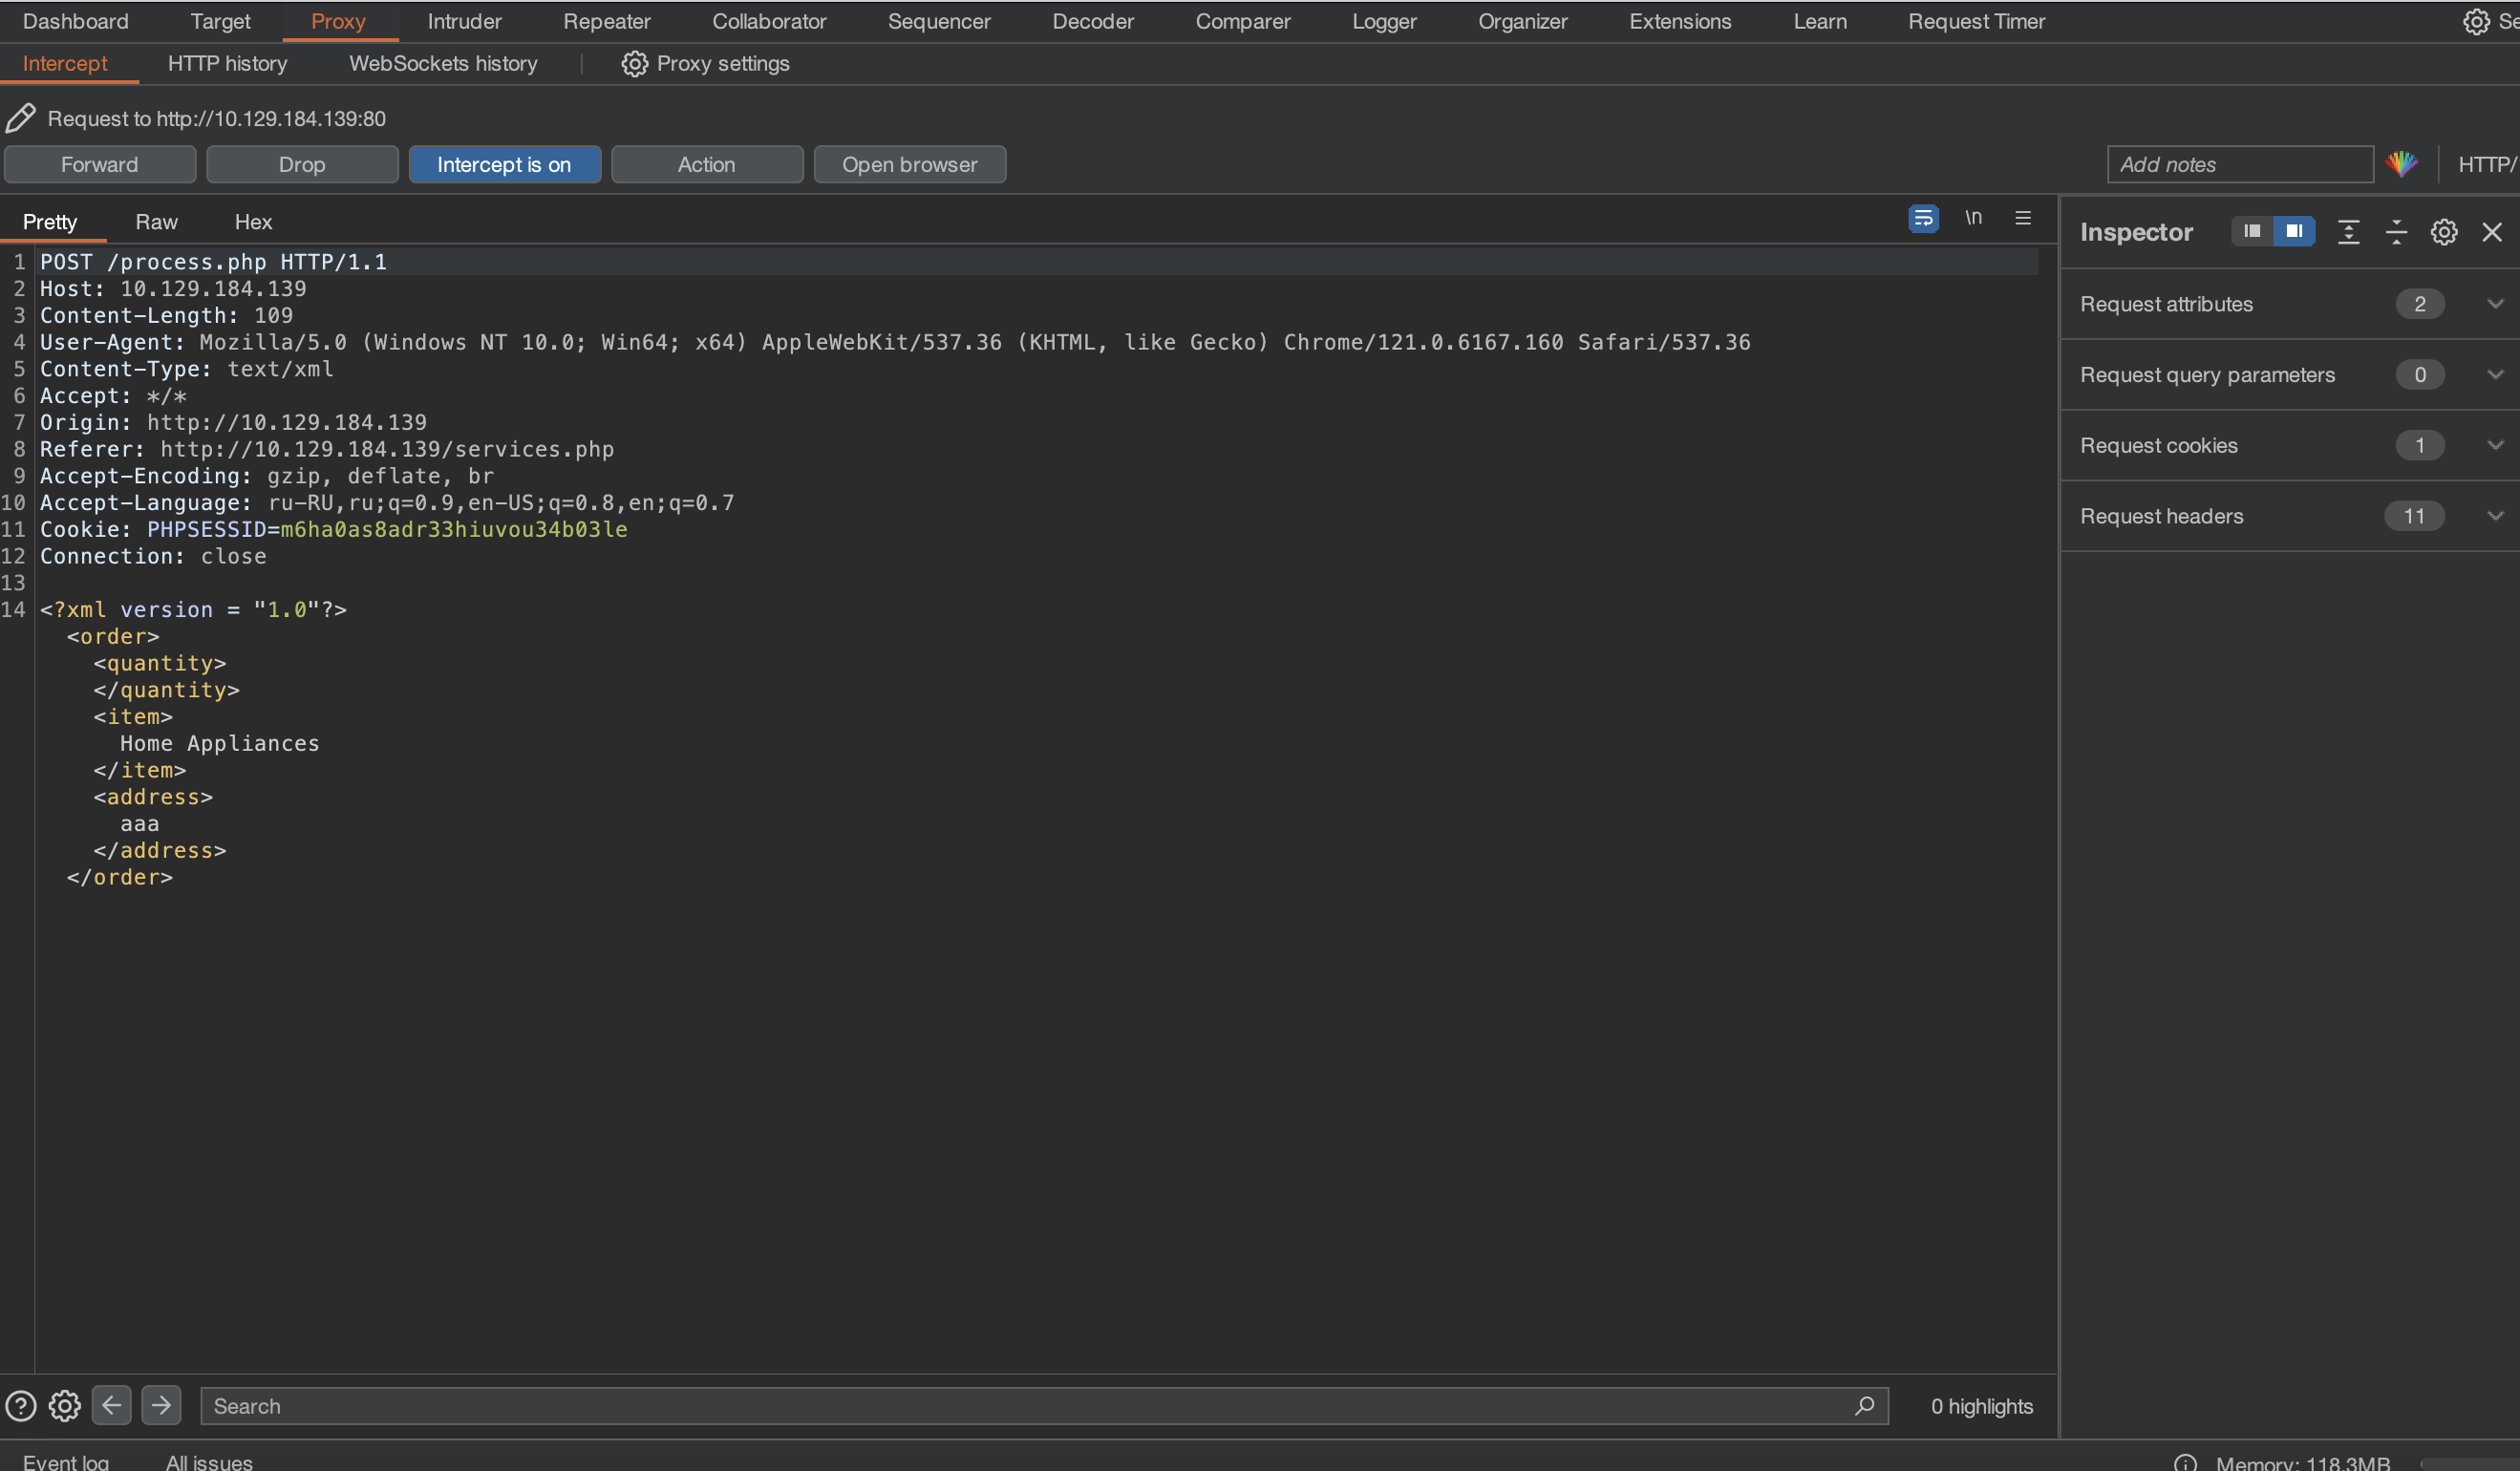 Dashboard Target Proxy Intruder Repeater Collaborator Sequencer Decoder Comparer Logger Organizer Extensions Learn Request Timer Se
Intercept HTTP history WebSockets history Proxy settings
Request to http://10.129.184.139:80
Forward Drop Intercept is on Action Open browser Add notes HTTP/
Pretty Raw Hex \n
Inspector
Request attributes 2
Request query parameters 0
Request cookies 1
Request headers 11
1 POST /process.php HTTP/1.1
2 Host: 10.129.184.139
3 Content-Length: 109
4 User-Agent: Mozilla/5.0 (Windows NT 10.0; Win64; x64) AppleWebKit/537.36 (KHTML, like Gecko) Chrome/121.0.6167.160 Safari/537.36
5 Content-Type: text/xml
6 Accept: */*
7 Origin: http://10.129.184.139
8 Referer: http://10.129.184.139/services.php
9 Accept-Encoding: gzip, deflate, br
10 Accept-Language: ru-RU,ru;q=0.9,en-US;q=0.8,en;q=0.7
11 Cookie: PHPSESSID=m6ha0as8adr33hiuvou34b03le
12 Connection: close
13
14 <?xml version = "1.0"?>
<order>
<quantity>
</quantity>
<item>
Home Appliances
</item>
<address>
aaa
</address>
</order>
Search 0 highlights
Event log All issues Memory: 118.3MB